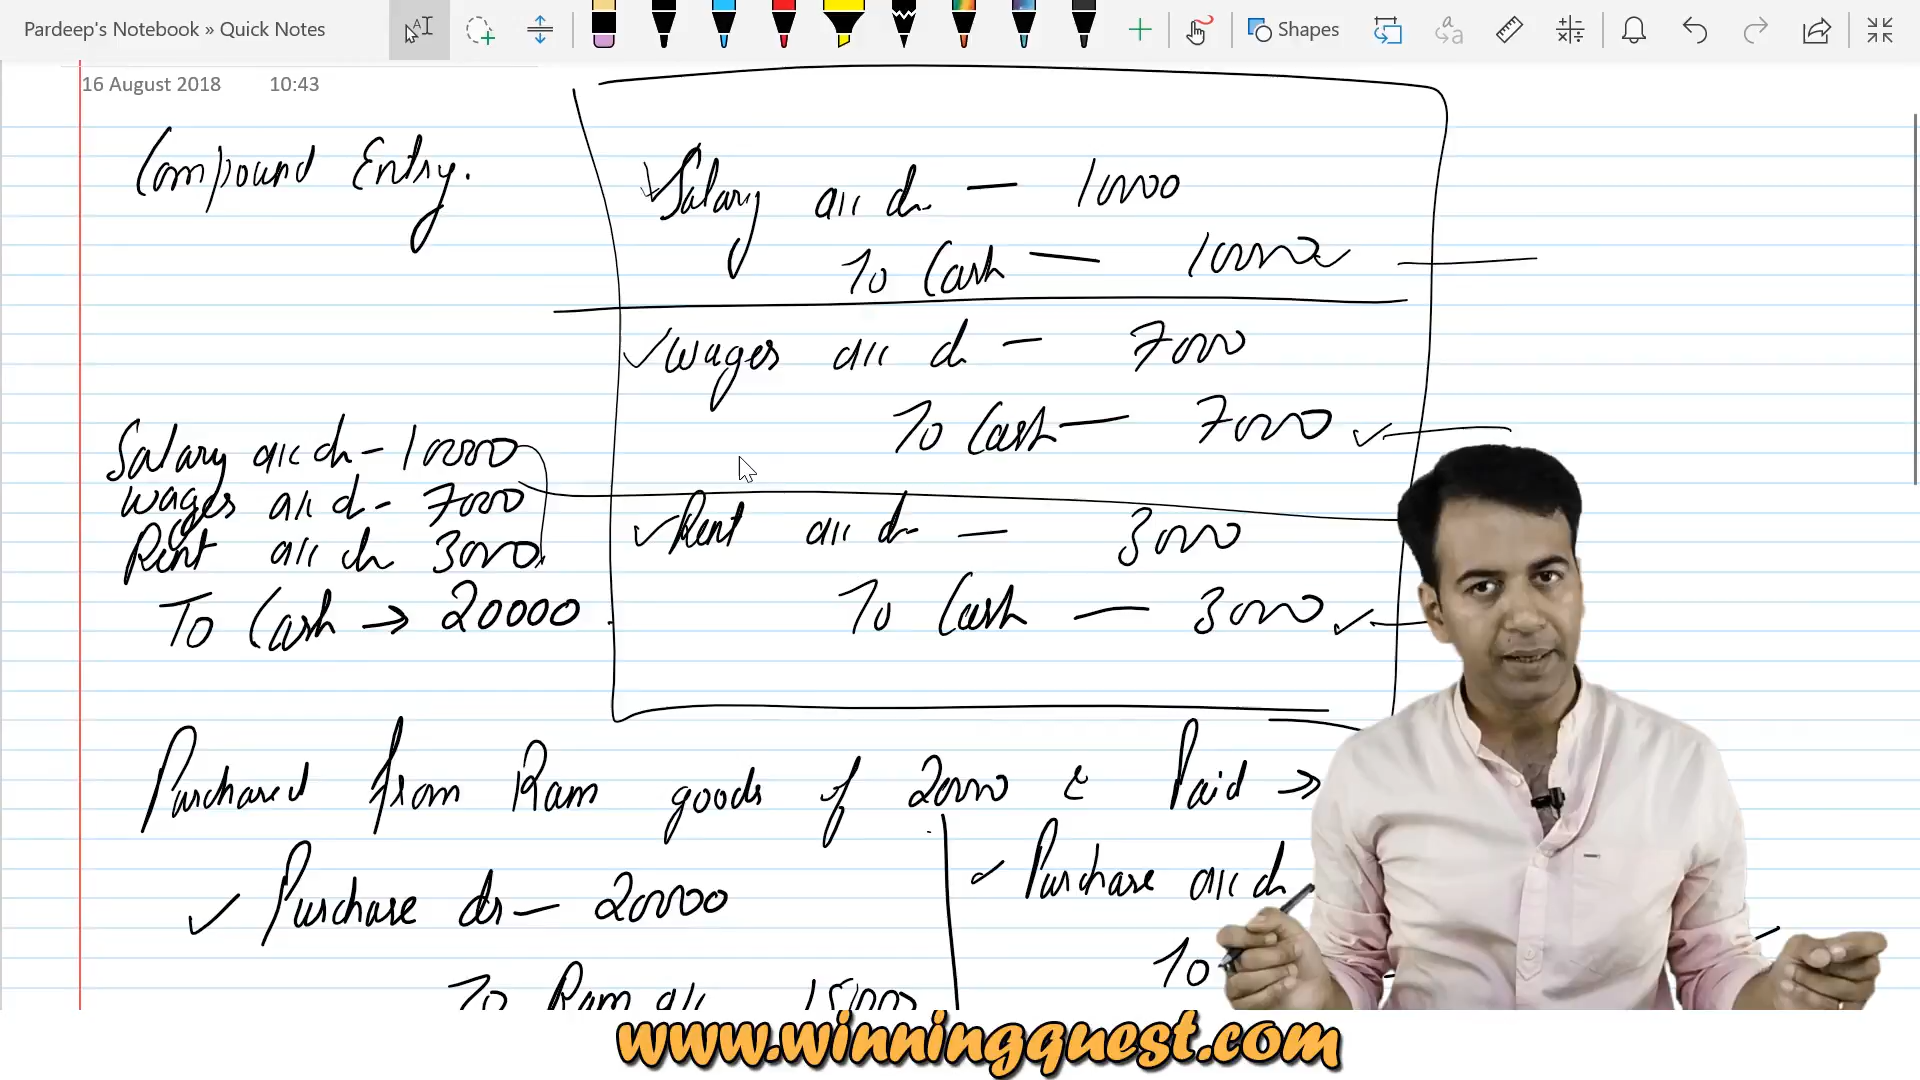 Pardeep's Notebook » Quick Notes
Shapes
16 August 2018 10:43
Compound Entry.
Salary a/c dr — 10000
To Cash — 10000
Wages a/c dr — 7000
To Cash — 7000
Rent a/c dr — 3000
To Cash — 3000
Salary a/c dr - 10000
Wages a/c dr - 7000
Rent a/c dr 3000
To Cash → 20000
Purchased from Ram goods of 20000 & Paid →
Purchase dr — 20000
To Ram a/c 15000
Purchase a/c dr
To
www.winningquest.com